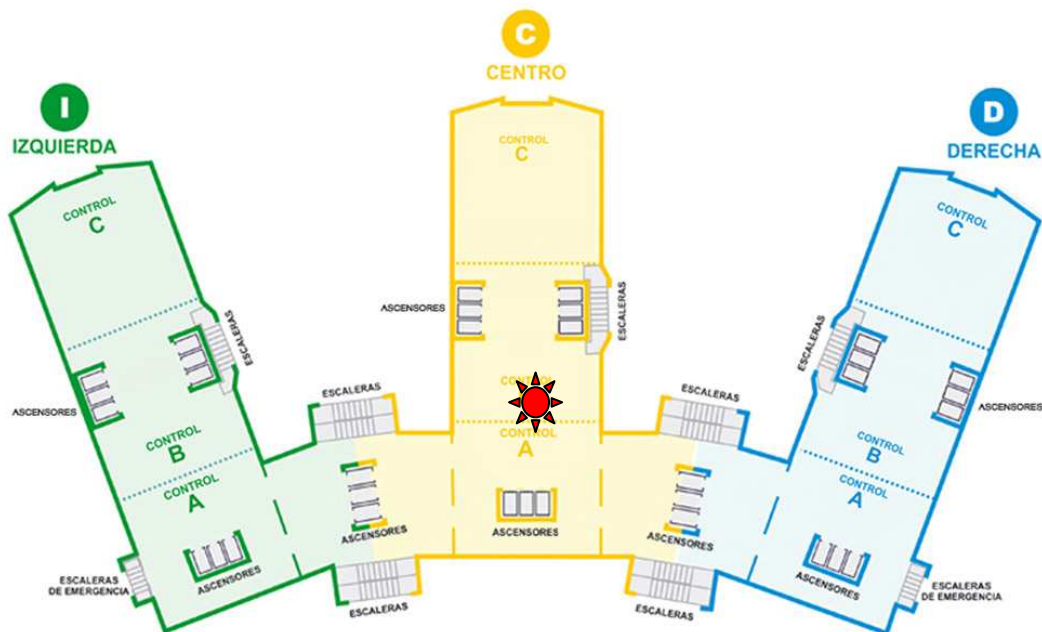 C
CENTRO
I
IZQUIERDA
D
DERECHA
CONTROL
C
CONTROL
C
CONTROL
C
ASCENSORES
ESCALERAS
ESCALERAS
ESCALERAS
ASCENSORES
ASCENSORES
ESCALERAS
CONTROL
ESCALERAS
CONTROL
B
CONTROL
A
CONTROL
A
CONTROL
B
CONTROL
A
ASCENSORES
ASCENSORES
ASCENSORES
ASCENSORES
ASCENSORES
ESCALERAS
DE EMERGENCIA
ESCALERAS
DE EMERGENCIA
ESCALERAS
ESCALERAS